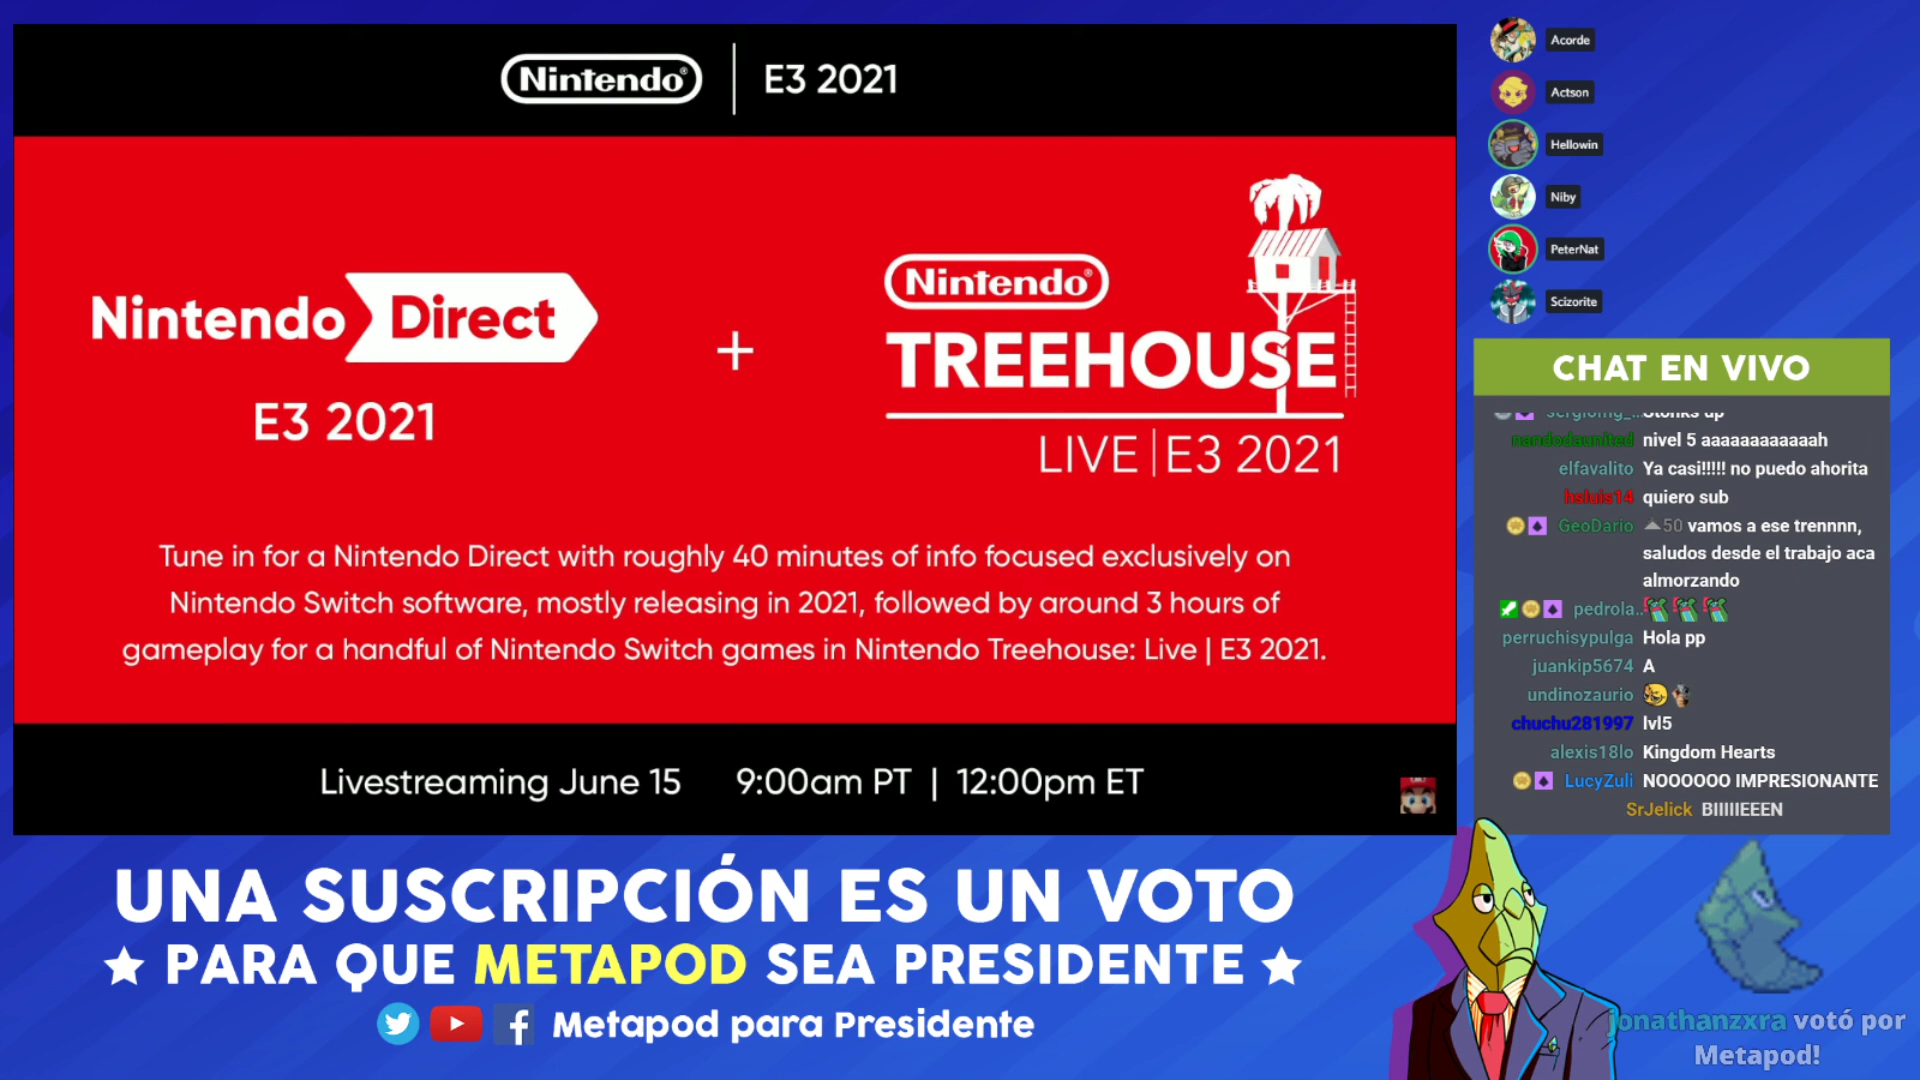 Nintendo E3 2021
Nintendo Direct
E3 2021
+
Nintendo
TREEHOUSE
LIVE | E3 2021
Tune in for a Nintendo Direct with roughly 40 minutes of info focused exclusively on
Nintendo Switch software, mostly releasing in 2021, followed by around 3 hours of
gameplay for a handful of Nintendo Switch games in Nintendo Treehouse: Live | E3 2021.
Livestreaming June 15 9:00am PT | 12:00pm ET
Acorde
Actson
Hellowin
Niby
PeterNat
Scizorite
CHAT EN VIVO
Stonks up
nandodaunited nivel 5 aaaaaaaaaaaah
elfavalito Ya casi!!!!! no puedo ahorita
hsluis14 quiero sub
GeoDario 50 vamos a ese trennnn,
saludos desde el trabajo aca
almorzando
pedrola..
perruchisypulga Hola pp
juankip5674 A
undinozaurio
chuchu281997 lvl5
alexis18lo Kingdom Hearts
LucyZuli NOOOOOO IMPRESIONANTE
SrJelick BIIIIIEEEN
UNA SUSCRIPCIÓN ES UN VOTO
PARA QUE METAPOD SEA PRESIDENTE
Metapod para Presidente
jonathanzxra votó por
Metapod!